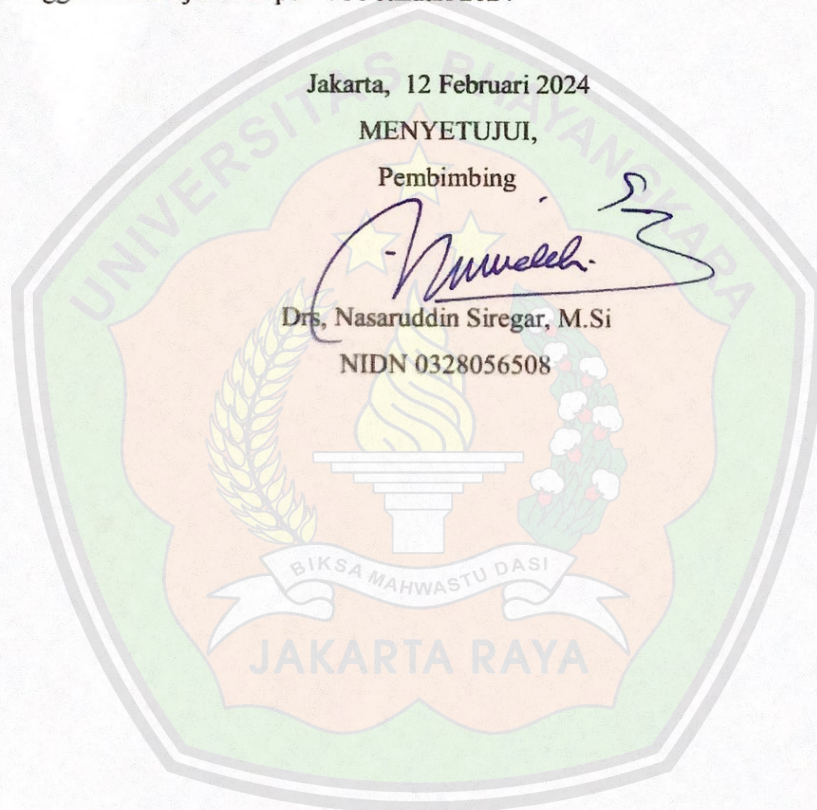 Jakarta, 12 Februari 2024
MENYETUJUI,
Pembimbing
Drs, Nasaruddin Siregar, M.Si
NIDN 0328056508
UNIVERSITAS BHAYANGKARA
BIKSA MAHWASTU DASI
JAKARTA RAYA